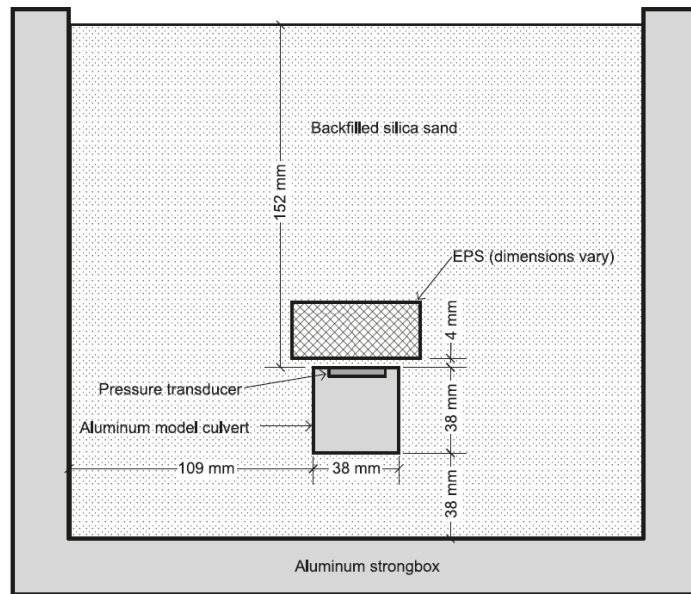 Backfilled silica sand
152 mm
EPS (dimensions vary)
4 mm
Pressure transducer
38 mm
Aluminum model culvert
109 mm
38 mm
38 mm
Aluminum strongbox